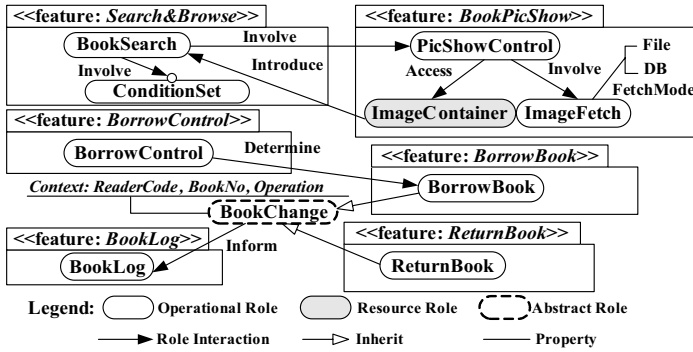 <<feature: Search&Browse>>
<<feature: BookPicShow>>
BookSearch
Involve
PicShowControl
File
Involve
Introduce
Access
Involve
DB
ConditionSet
FetchMode
ImageContainer
ImageFetch
<<feature: BorrowControl>>
BorrowControl
Determine
<<feature: BorrowBook>>
BorrowBook
Context: ReaderCode, BookNo, Operation
BookChange
<<feature: BookLog>>
Inform
<<feature: ReturnBook>>
BookLog
ReturnBook
Legend: Operational Role Resource Role Abstract Role
Role Interaction Inherit Property